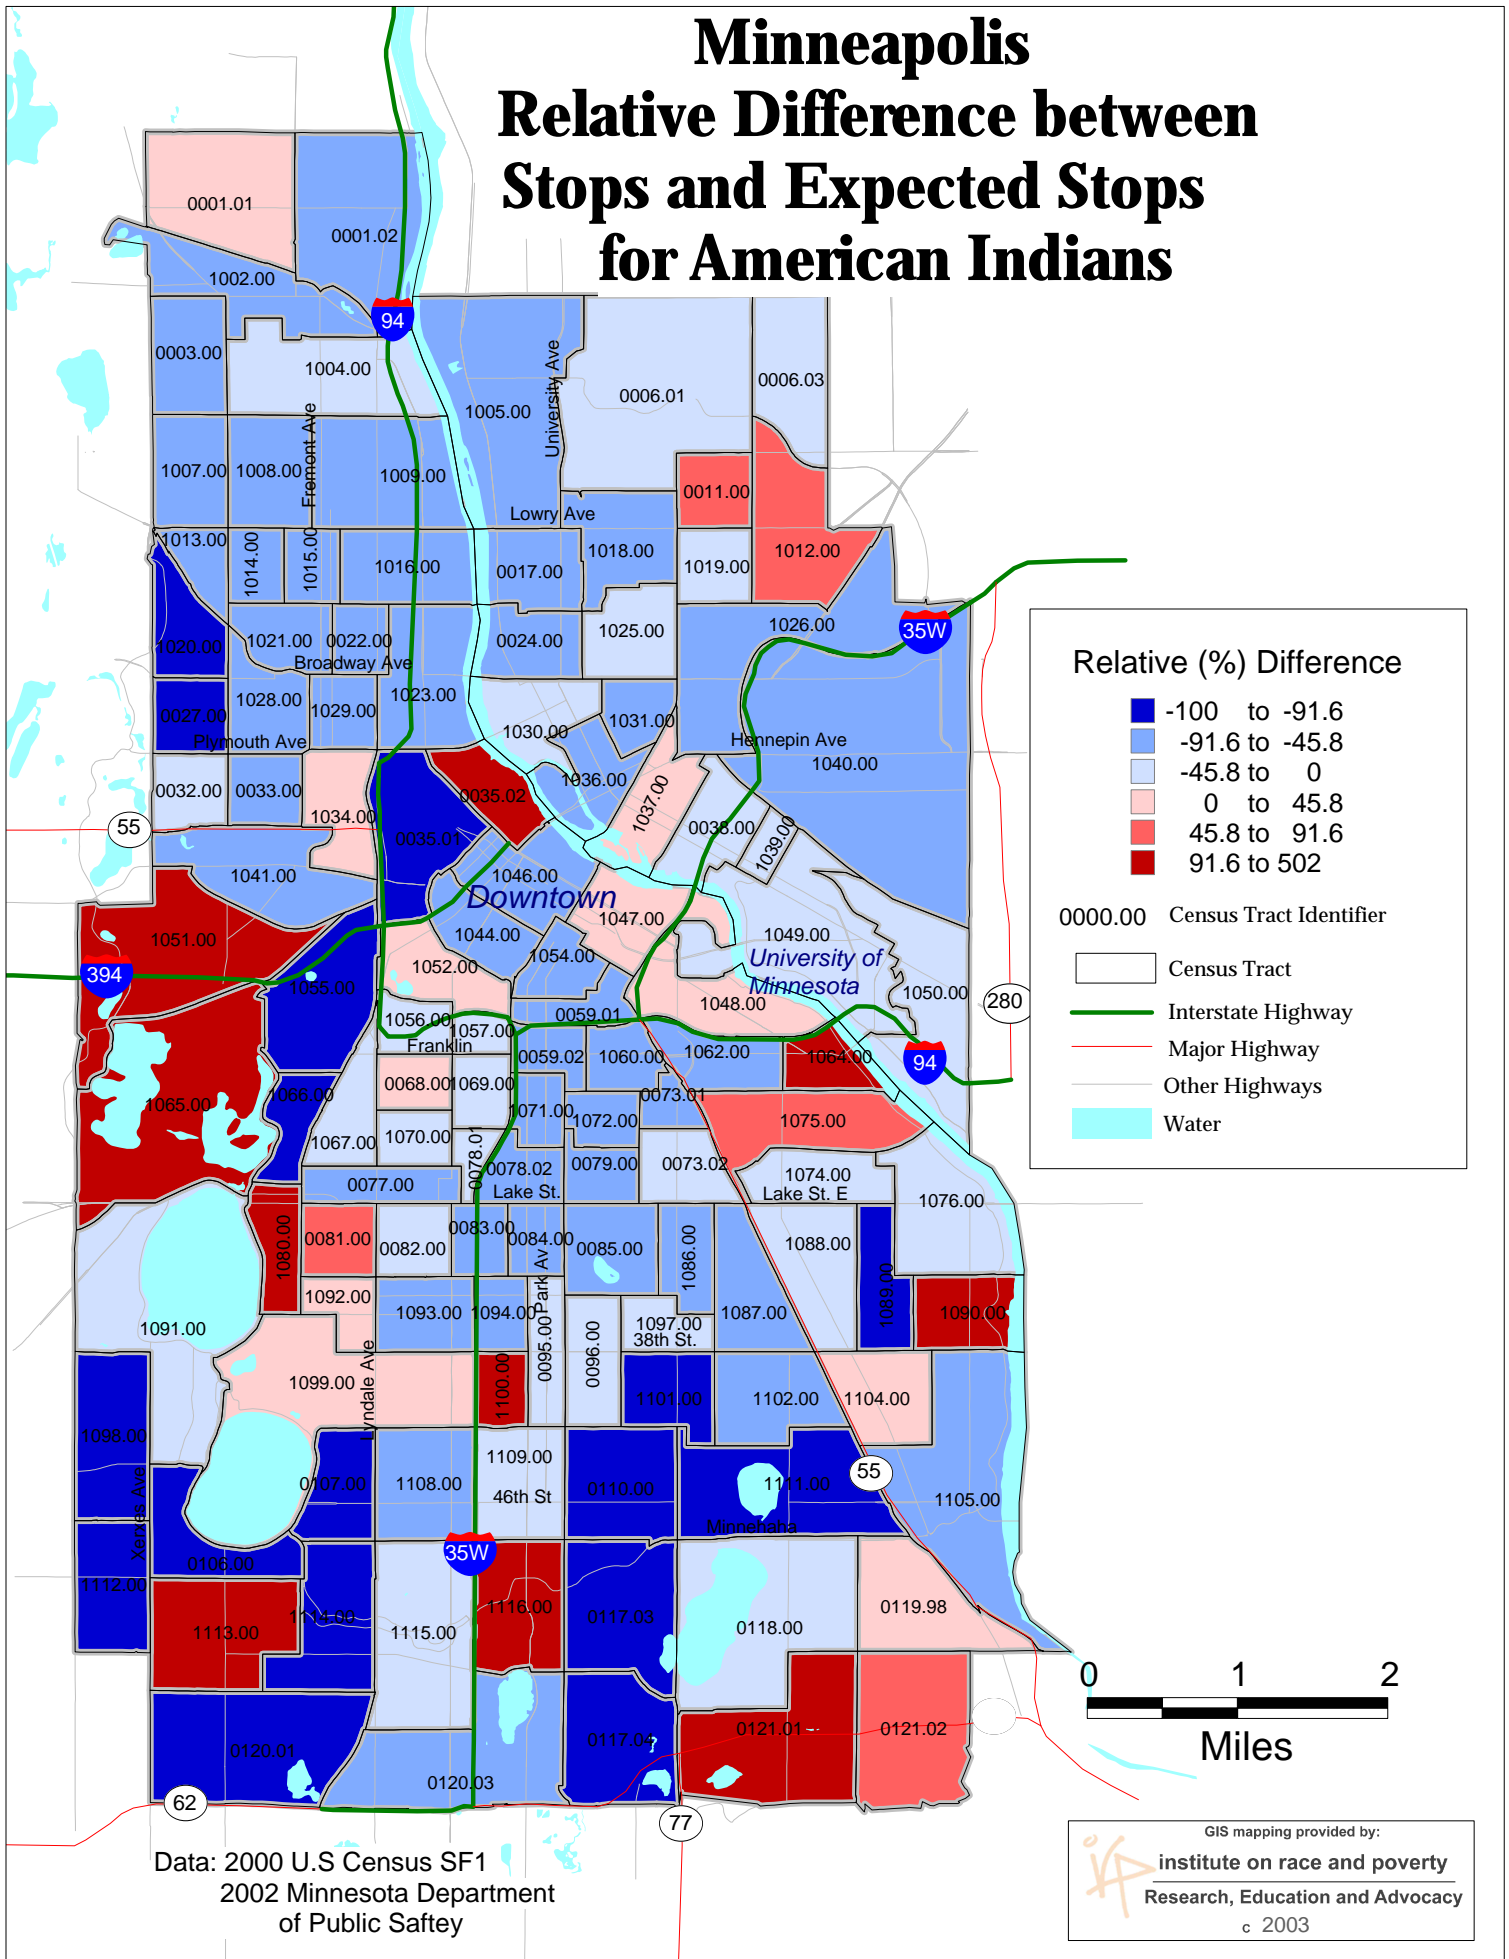 Minneapolis
Relative Difference between
Stops and Expected Stops
for American Indians
0001.01
0001.02
1002.00
94
0003.00
1004.00
1005.00
University Ave
0006.01
0006.03
Fremont Ave
1007.00
1008.00
1009.00
0011.00
Lowry Ave
1012.00
1013.00
1014.00
1015.00
1016.00
0017.00
1018.00
1019.00
1020.00
1021.00
0022.00
Broadway Ave
0024.00
1025.00
1026.00
35W
0027.00
1028.00
1029.00
1023.00
Plymouth Ave
1030.00
1031.00
Hennepin Ave
1040.00
0032.00
0033.00
1034.00
0035.01
0035.02
1036.00
1037.00
0038.00
1039.00
55
1041.00
1046.00
Downtown
1044.00
1047.00
1049.00
University of
Minnesota
1051.00
394
1052.00
1054.00
1055.00
1048.00
1050.00
280
1056.00
1057.00
0059.01
Franklin
0059.02
1060.00
1062.00
1064.00
94
1065.00
1066.00
1067.00
0068.00
1069.00
1070.00
1071.00
1072.00
0073.01
1075.00
0073.02
1074.00
Lake St. E
1076.00
0077.00
0078.01
0078.02
0079.00
Lake St.
1080.00
0081.00
0082.00
0083.00
0084.00
0085.00
1086.00
1087.00
1088.00
1089.00
1090.00
1091.00
1092.00
1093.00
1094.00
Park Av
0095.00
0096.00
1097.00
38th St.
1098.00
1099.00
Lyndale Ave
1100.00
1101.00
1102.00
1104.00
1105.00
0107.00
1108.00
1109.00
46th St
0110.00
1111.00
55
Minnehaha
Xerxes Ave
0106.00
35W
1112.00
1113.00
1114.00
1115.00
1116.00
0117.03
0118.00
0119.98
0120.01
0120.03
0117.04
0121.01
0121.02
62
77
Relative (%) Difference
-100 to -91.6
-91.6 to -45.8
-45.8 to 0
0 to 45.8
45.8 to 91.6
91.6 to 502
0000.00 Census Tract Identifier
Census Tract
Interstate Highway
Major Highway
Other Highways
Water
0 1 2
Miles
Data: 2000 U.S Census SF1
2002 Minnesota Department
of Public Saftey
GIS mapping provided by:
institute on race and poverty
Research, Education and Advocacy
c 2003